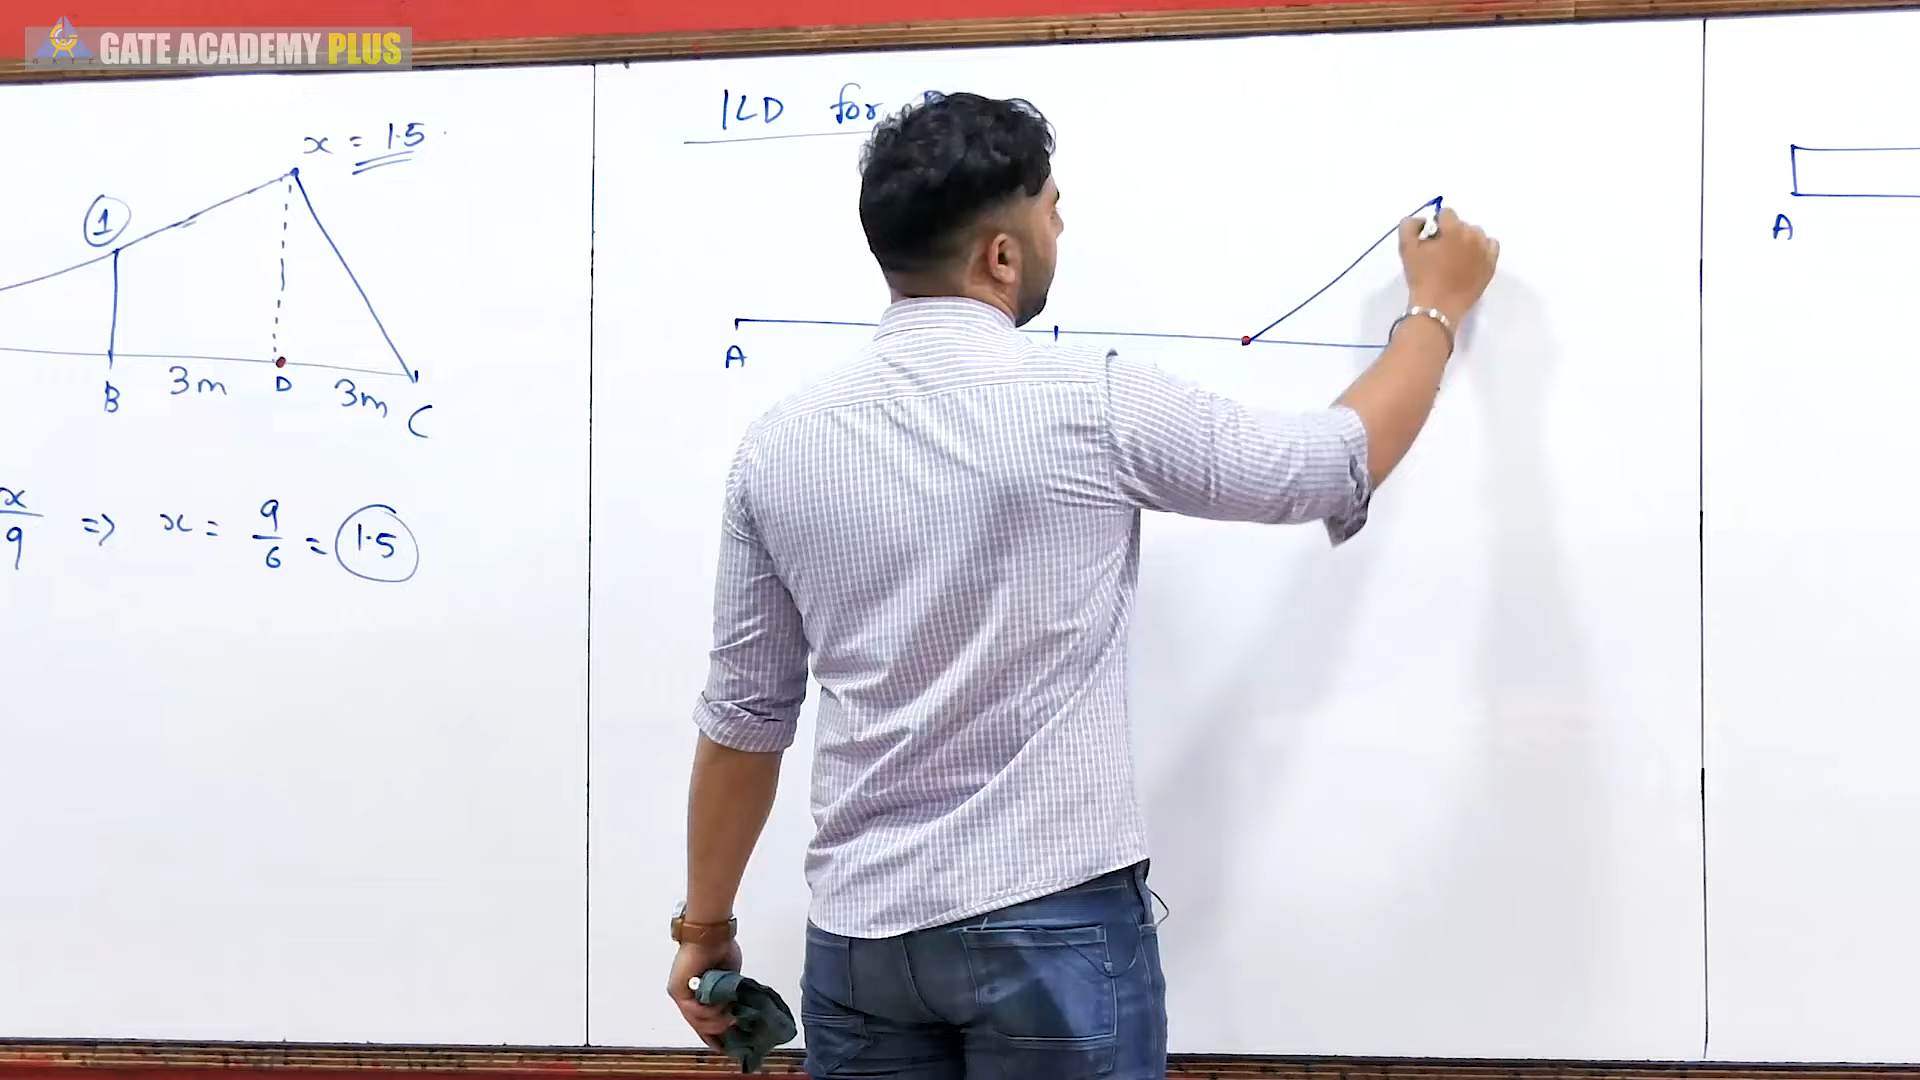 GATE ACADEMY PLUS
x = 1.5
1
B
3m
D
3m
C
x/9 => x = 9/6 = 1.5
ILD for
A
A